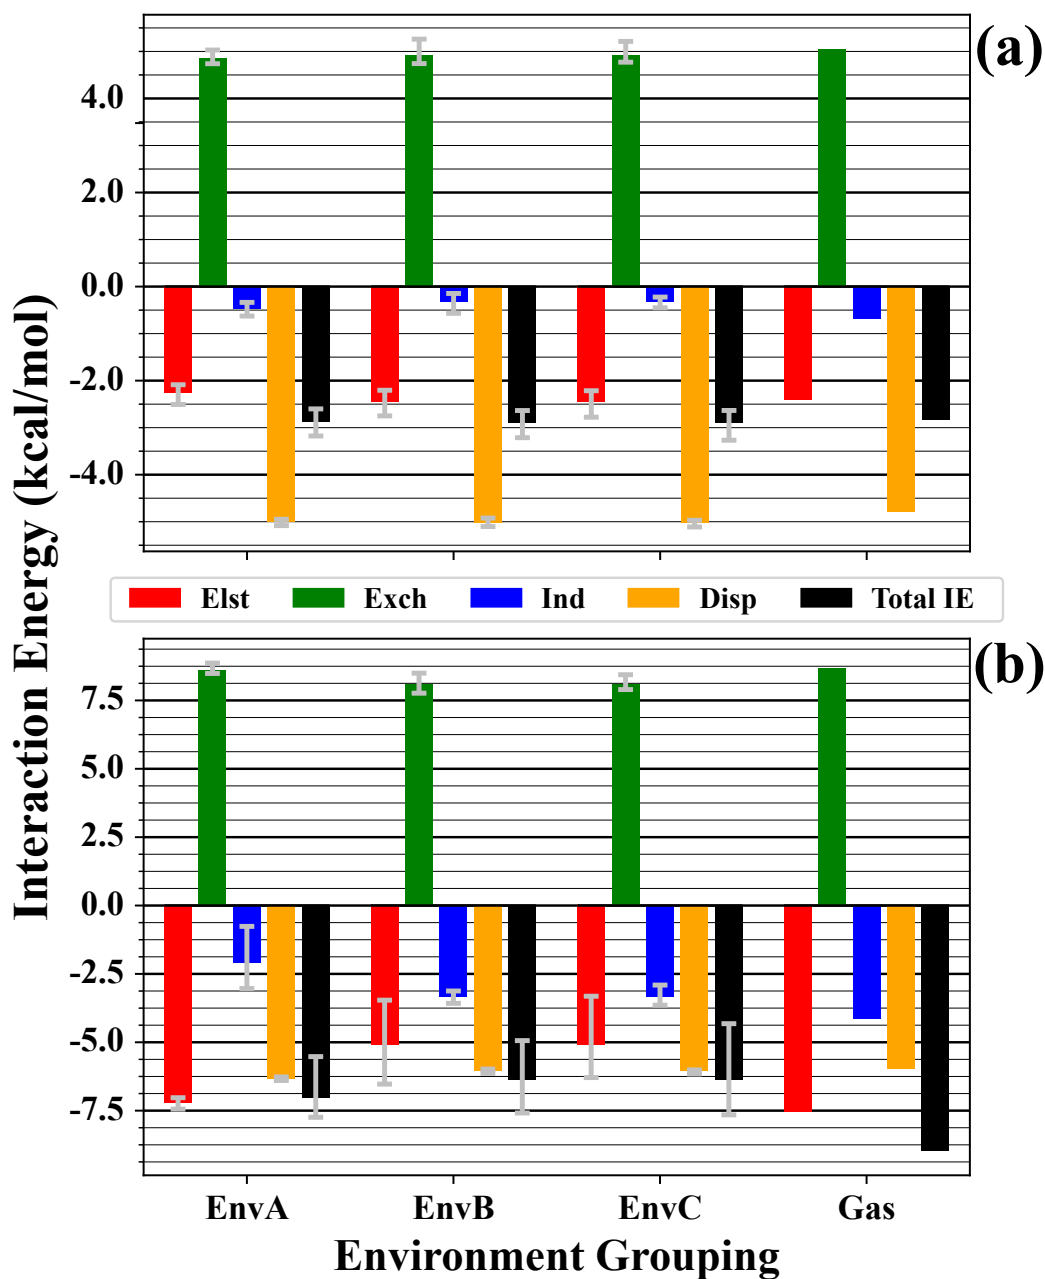 (a)
4.0
2.0
0.0
-2.0
-4.0
Interaction Energy (kcal/mol)
Elst Exch Ind Disp Total IE
(b)
7.5
5.0
2.5
0.0
-2.5
-5.0
-7.5
EnvA EnvB EnvC Gas
Environment Grouping